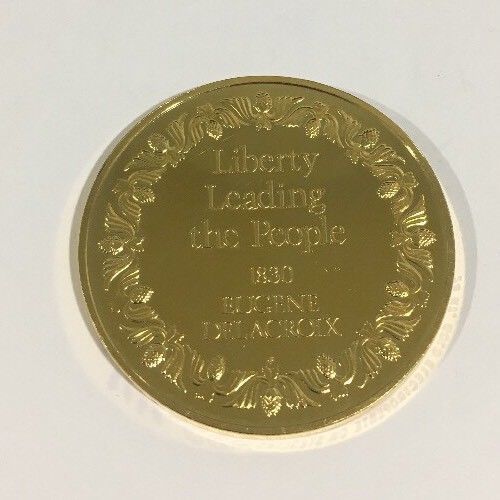 Liberty
Leading
the People
1830
EUGENE
DELACROIX